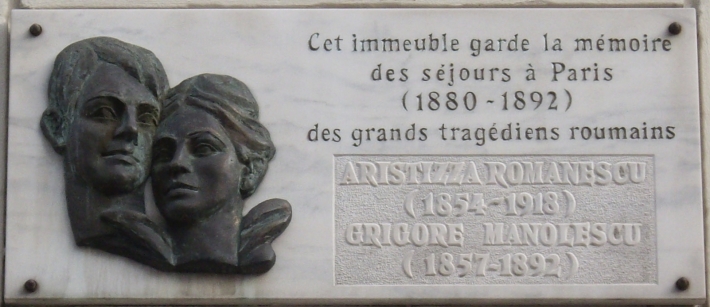 Cet immeuble garde la mémoire
des séjours à Paris
(1880-1892)
des grands tragédiens roumains
ARISTIZZA ROMANESCU
(1854-1918)
GRIGORE MANOLESCU
(1857-1892)